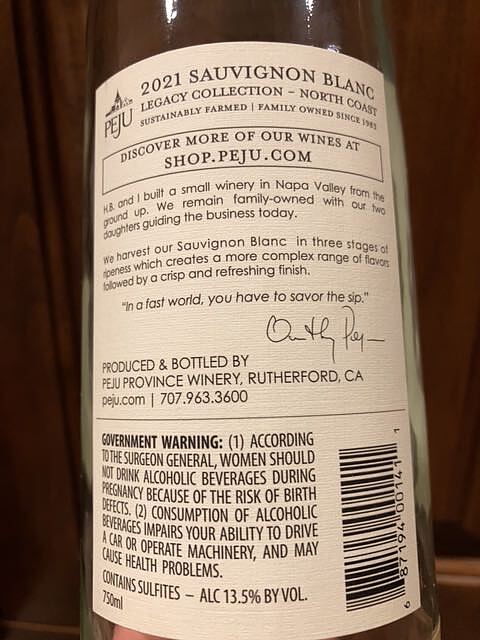 PEJU
2021 SAUVIGNON BLANC
LEGACY COLLECTION – NORTH COAST
SUSTAINABLY FARMED | FAMILY OWNED SINCE 1983
DISCOVER MORE OF OUR WINES AT
SHOP.PEJU.COM
H.B. and I built a small winery in Napa Valley from the
ground up. We remain family-owned with our two
daughters guiding the business today.
We harvest our Sauvignon Blanc in three stages of
ripeness which creates a more complex range of flavors
followed by a crisp and refreshing finish.
"In a fast world, you have to savor the sip."
PRODUCED & BOTTLED BY
PEJU PROVINCE WINERY, RUTHERFORD, CA
peju.com | 707.963.3600
GOVERNMENT WARNING: (1) ACCORDING
TO THE SURGEON GENERAL, WOMEN SHOULD
NOT DRINK ALCOHOLIC BEVERAGES DURING
PREGNANCY BECAUSE OF THE RISK OF BIRTH
DEFECTS. (2) CONSUMPTION OF ALCOHOLIC
BEVERAGES IMPAIRS YOUR ABILITY TO DRIVE
A CAR OR OPERATE MACHINERY, AND MAY
CAUSE HEALTH PROBLEMS.
CONTAINS SULFITES – ALC 13.5% BY VOL.
750ml
6 87194 00141 1